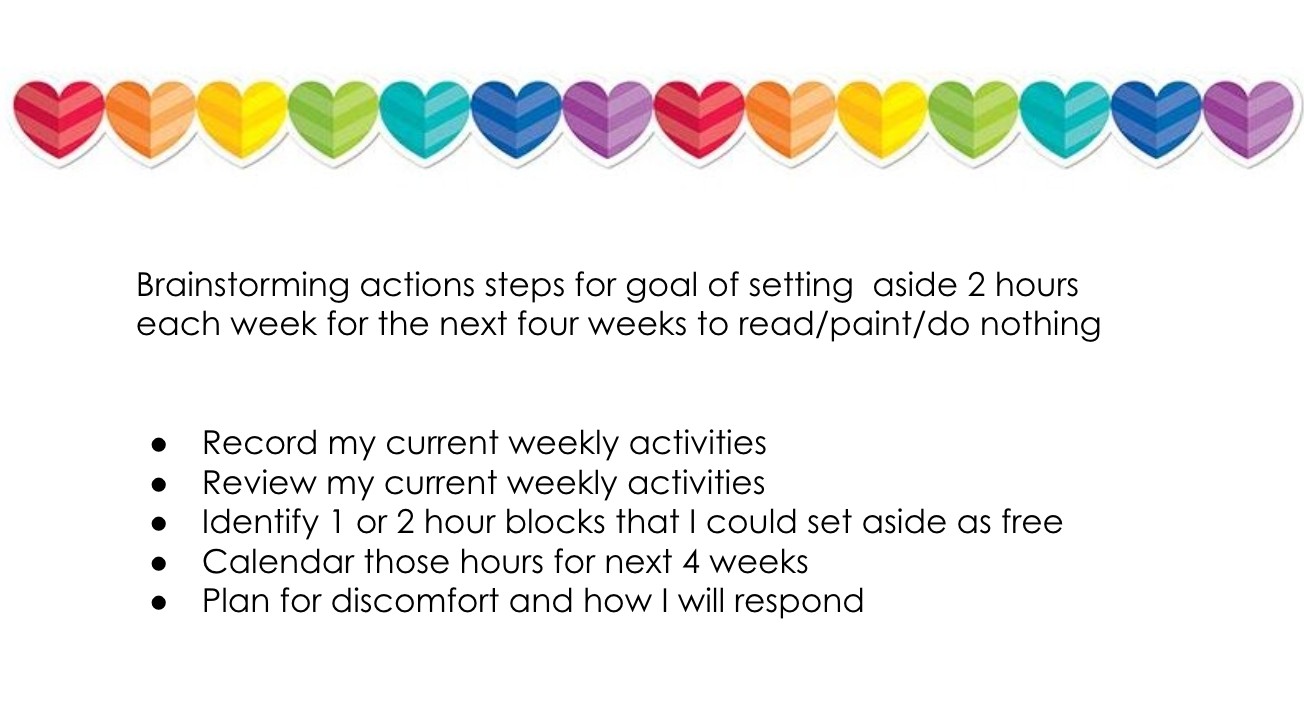 Brainstorming actions steps for goal of setting  aside 2 hours
each week for the next four weeks to read/paint/do nothing
● Record my current weekly activities
● Review my current weekly activities
● Identify 1 or 2 hour blocks that I could set aside as free
● Calendar those hours for next 4 weeks
● Plan for discomfort and how I will respond